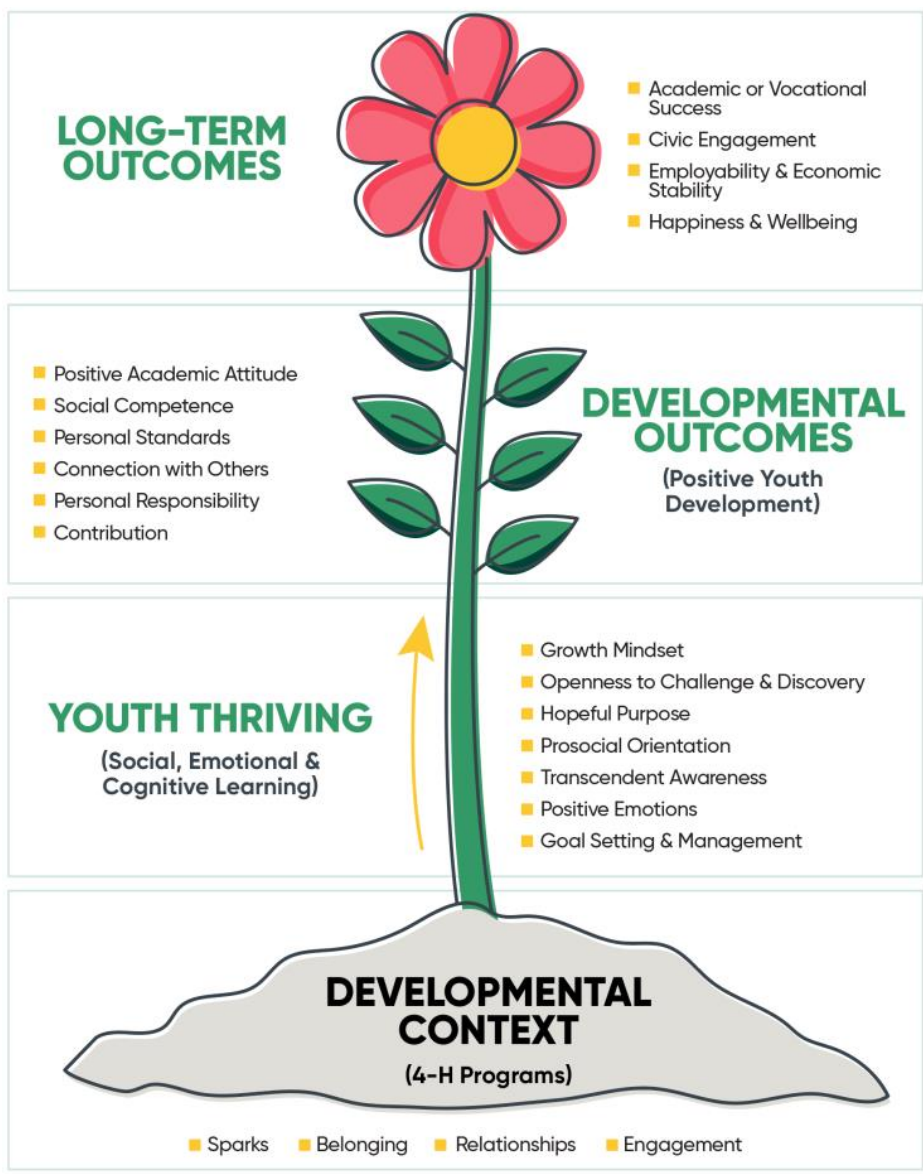 LONG-TERM
OUTCOMES
Academic or Vocational
Success
Civic Engagement
Employability & Economic
Stability
Happiness & Wellbeing
Positive Academic Attitude
Social Competence
Personal Standards
Connection with Others
Personal Responsibility
Contribution
DEVELOPMENTAL
OUTCOMES
(Positive Youth
Development)
YOUTH THRIVING
(Social, Emotional &
Cognitive Learning)
Growth Mindset
Openness to Challenge & Discovery
Hopeful Purpose
Prosocial Orientation
Transcendent Awareness
Positive Emotions
Goal Setting & Management
DEVELOPMENTAL
CONTEXT
(4-H Programs)
Sparks Belonging Relationships Engagement